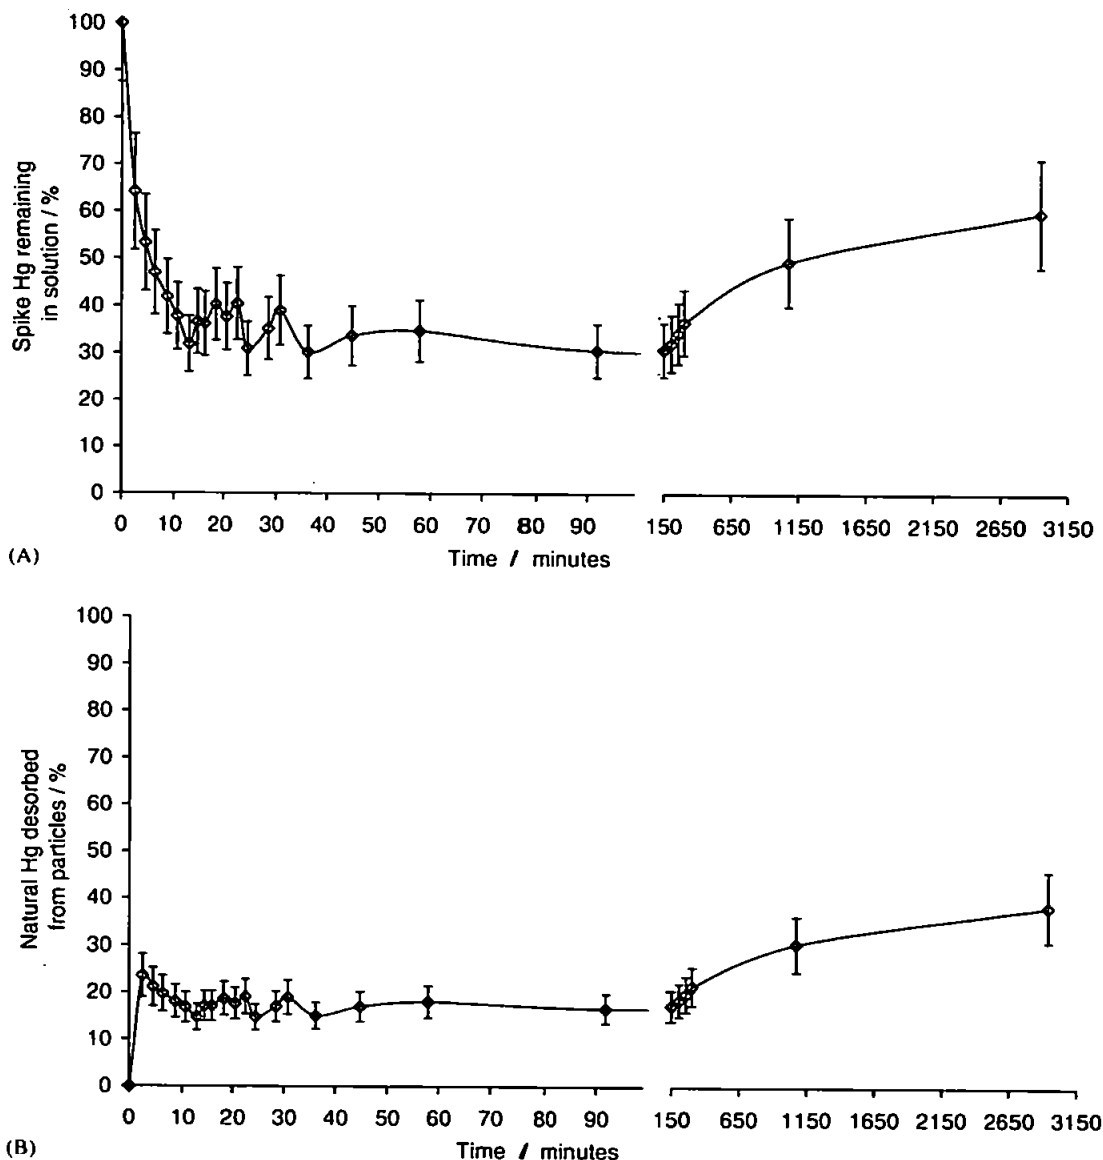 100
90
80
70
60
50
40
30
20
10
0
Spike Hg remaining
in solution / %
0 10 20 30 40 50 60 70 80 90 150 650 1150 1650 2150 2650 3150
Time / minutes
(A)
100
90
80
70
60
50
40
30
20
10
0
Natural Hg desorbed
from particles / %
0 10 20 30 40 50 60 70 80 90 150 650 1150 1650 2150 2650 3150
Time / minutes
(B)